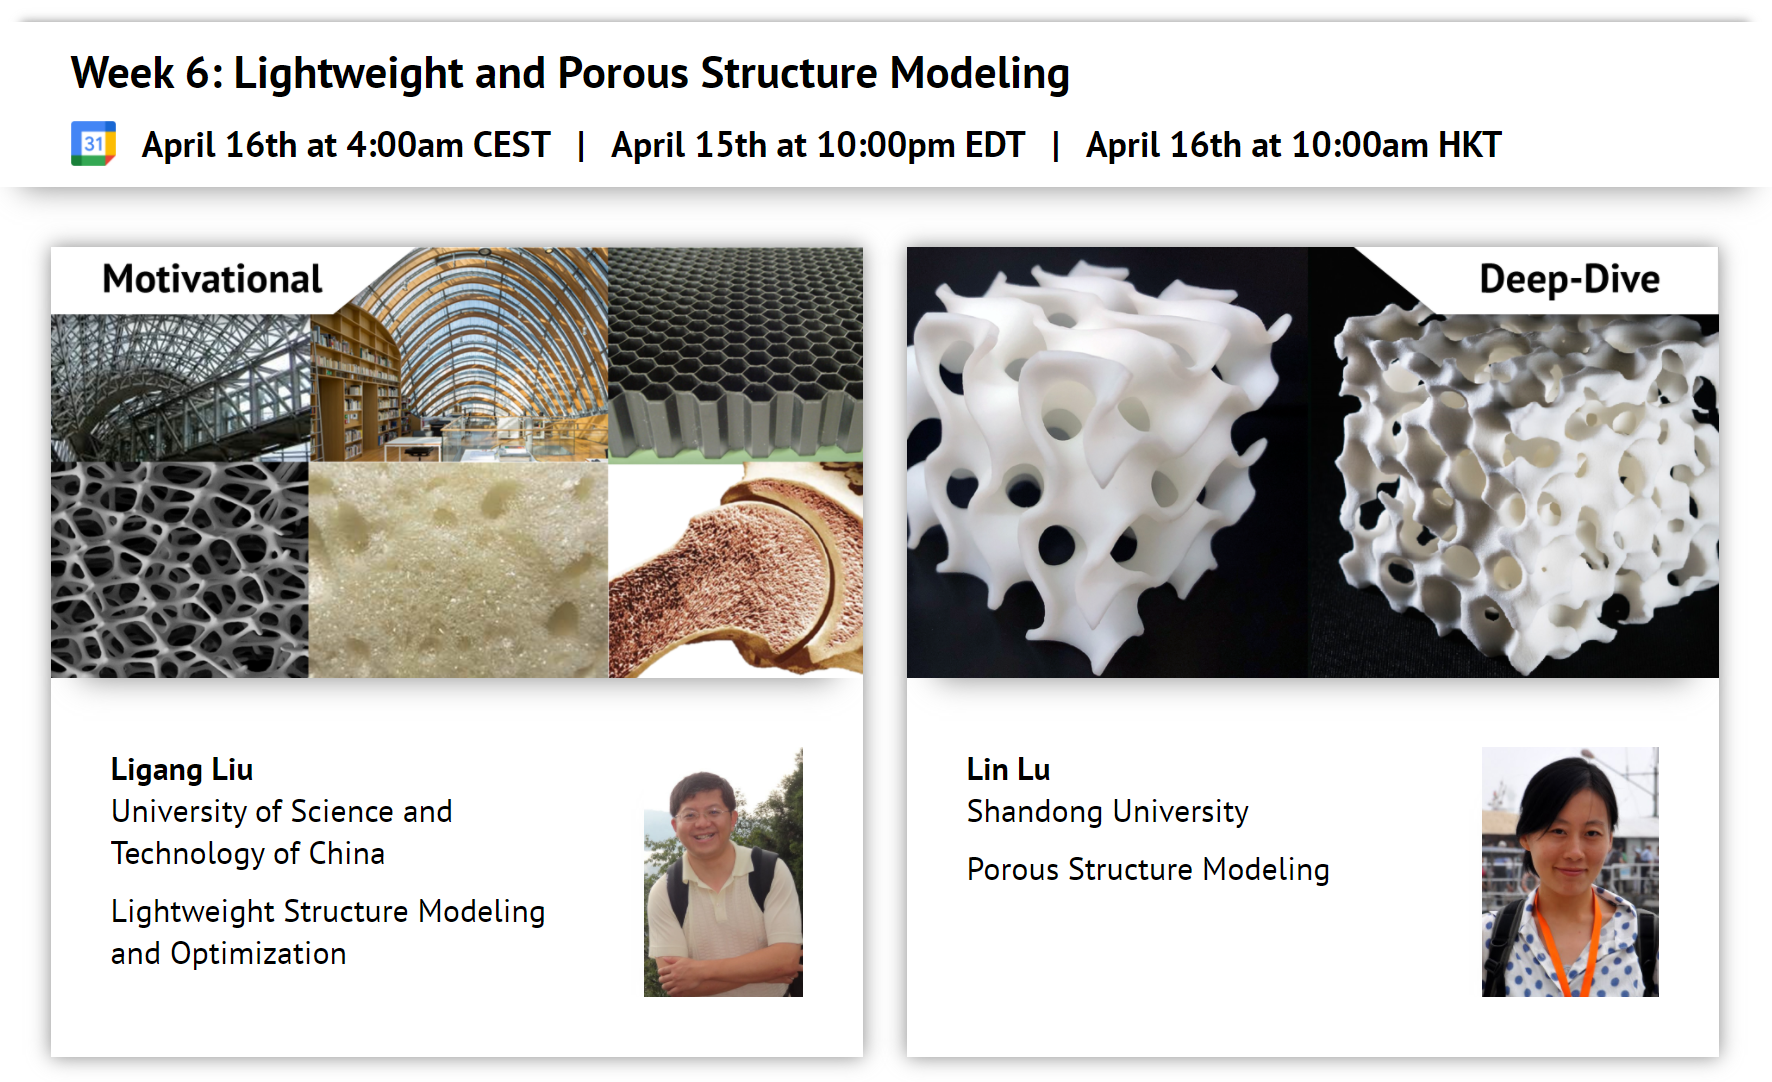 Week 6: Lightweight and Porous Structure Modeling
31 April 16th at 4:00am CEST | April 15th at 10:00pm EDT | April 16th at 10:00am HKT
Motivational
Deep-Dive
Ligang Liu
University of Science and
Technology of China
Lightweight Structure Modeling
and Optimization
Lin Lu
Shandong University
Porous Structure Modeling